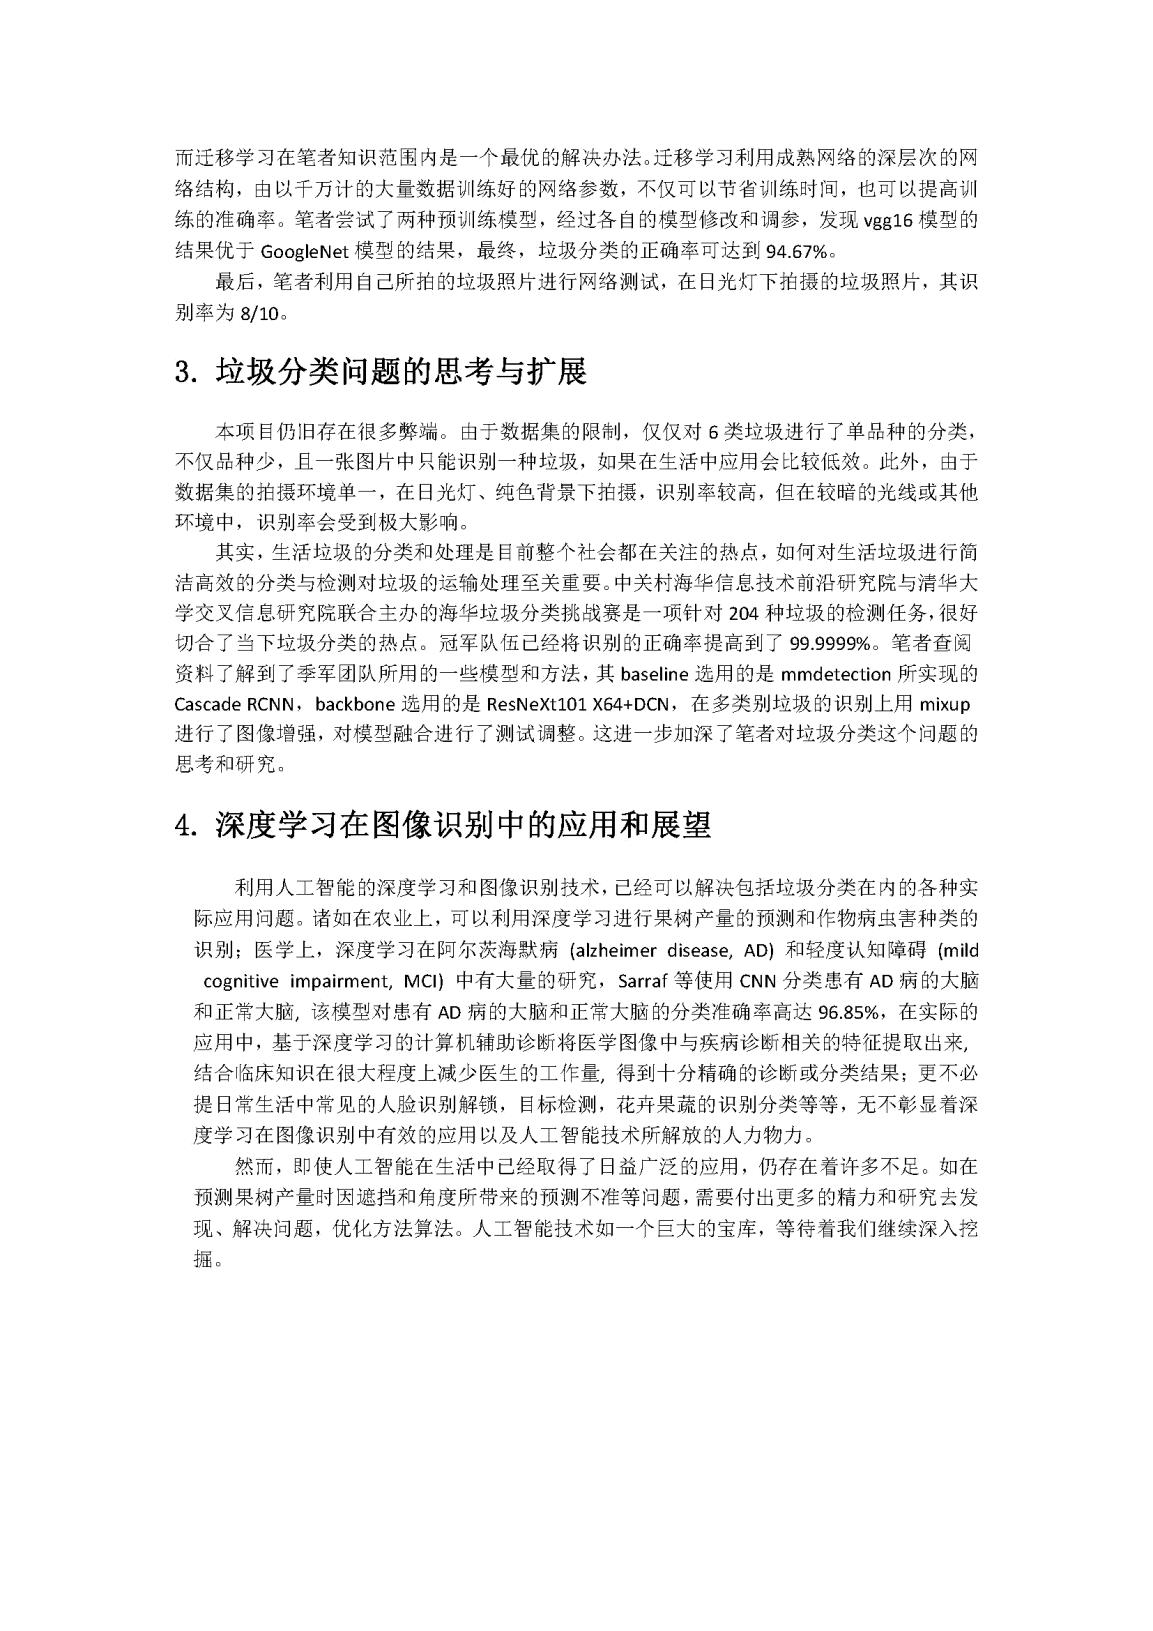 而迁移学习在笔者知识范围内是一个最优的解决办法。迁移学习利用成熟网络的深层次的网
络结构，由以千万计的大量数据训练好的网络参数，不仅可以节省训练时间，也可以提高训
练的准确率。笔者尝试了两种预训练模型，经过各自的模型修改和调参，发现 vgg16 模型的
结果优于 GoogleNet 模型的结果，最终，垃圾分类的正确率可达到 94.67%。
最后，笔者利用自己所拍的垃圾照片进行网络测试，在日光灯下拍摄的垃圾照片，其识
别率为 8/10。
3. 垃圾分类问题的思考与扩展
本项目仍旧存在很多弊端。由于数据集的限制，仅仅对 6 类垃圾进行了单品种的分类，
不仅品种少，且一张图片中只能识别一种垃圾，如果在生活中应用会比较低效。此外，由于
数据集的拍摄环境单一，在日光灯、纯色背景下拍摄，识别率较高，但在较暗的光线或其他
环境中，识别率会受到极大影响。
其实，生活垃圾的分类和处理是目前整个社会都在关注的热点，如何对生活垃圾进行简
洁高效的分类与检测对垃圾的运输处理至关重要。中关村海华信息技术前沿研究院与清华大
学交叉信息研究院联合主办的海华垃圾分类挑战赛是一项针对 204 种垃圾的检测任务，很好
切合了当下垃圾分类的热点。冠军队伍已经将识别的正确率提高到了 99.9999%。笔者查阅
资料了解到了季军团队所用的一些模型和方法，其 baseline 选用的是 mmdetection 所实现的
Cascade RCNN，backbone 选用的是 ResNeXt101 X64+DCN，在多类别垃圾的识别上用 mixup
进行了图像增强，对模型融合进行了测试调整。这进一步加深了笔者对垃圾分类这个问题的
思考和研究。
4. 深度学习在图像识别中的应用和展望
利用人工智能的深度学习和图像识别技术，已经可以解决包括垃圾分类在内的各种实
际应用问题。诸如在农业上，可以利用深度学习进行果树产量的预测和作物病虫害种类的
识别；医学上，深度学习在阿尔茨海默病 (alzheimer disease, AD) 和轻度认知障碍 (mild
cognitive impairment, MCI) 中有大量的研究，Sarraf 等使用 CNN 分类患有 AD 病的大脑
和正常大脑, 该模型对患有 AD 病的大脑和正常大脑的分类准确率高达 96.85%，在实际的
应用中，基于深度学习的计算机辅助诊断将医学图像中与疾病诊断相关的特征提取出来,
结合临床知识在很大程度上减少医生的工作量, 得到十分精确的诊断或分类结果；更不必
提日常生活中常见的人脸识别解锁，目标检测，花卉果蔬的识别分类等等，无不彰显着深
度学习在图像识别中有效的应用以及人工智能技术所解放的人力物力。
然而，即使人工智能在生活中已经取得了日益广泛的应用，仍存在着许多不足。如在
预测果树产量时因遮挡和角度所带来的预测不准等问题，需要付出更多的精力和研究去发
现、解决问题，优化方法算法。人工智能技术如一个巨大的宝库，等待着我们继续深入挖
掘。